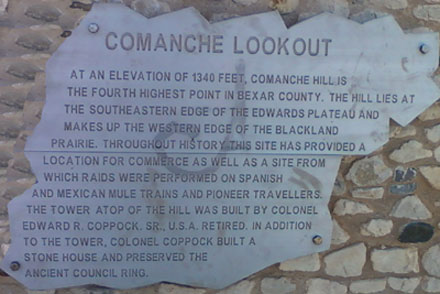 COMANCHE LOOKOUT
AT AN ELEVATION OF 1340 FEET, COMANCHE HILL IS
THE FOURTH HIGHEST POINT IN BEXAR COUNTY. THE HILL LIES AT
THE SOUTHEASTERN EDGE OF THE EDWARDS PLATEAU AND
MAKES UP THE WESTERN EDGE OF THE BLACKLAND
PRAIRIE. THROUGHOUT HISTORY THIS SITE HAS PROVIDED A
LOCATION FOR COMMERCE AS WELL AS A SITE FROM
WHICH RAIDS WERE PERFORMED ON SPANISH
AND MEXICAN MULE TRAINS AND PIONEER TRAVELLERS.
THE TOWER ATOP OF THE HILL WAS BUILT BY COLONEL
EDWARD R. COPPOCK, SR., U.S.A. RETIRED. IN ADDITION
TO THE TOWER, COLONEL COPPOCK BUILT A
STONE HOUSE AND PRESERVED THE
ANCIENT COUNCIL RING.